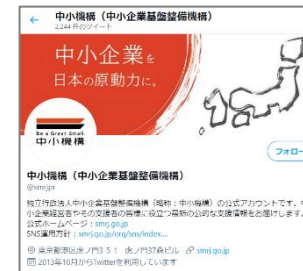 中小機構（中小企業基盤整備機構）
2,244 件のツイート
中小企業を
日本の原動力に。
Be a Great Small.
中小機構
フォロー
中小機構（中小企業基盤整備機構）
@smrjpr
独立行政法人中小企業基盤整備機構（略称：中小機構）の公式アカウントです。中
小企業経営者やその支援者の皆様に役立つ最新の公的な支援情報をお届けします。
公式ホームページ：smrj.go.jp
SNS運用方針：smrj.go.jp/org/sns/index....
東京都港区虎ノ門3-5-1 虎ノ門37森ビル smrj.go.jp
2013年10月からTwitterを利用しています